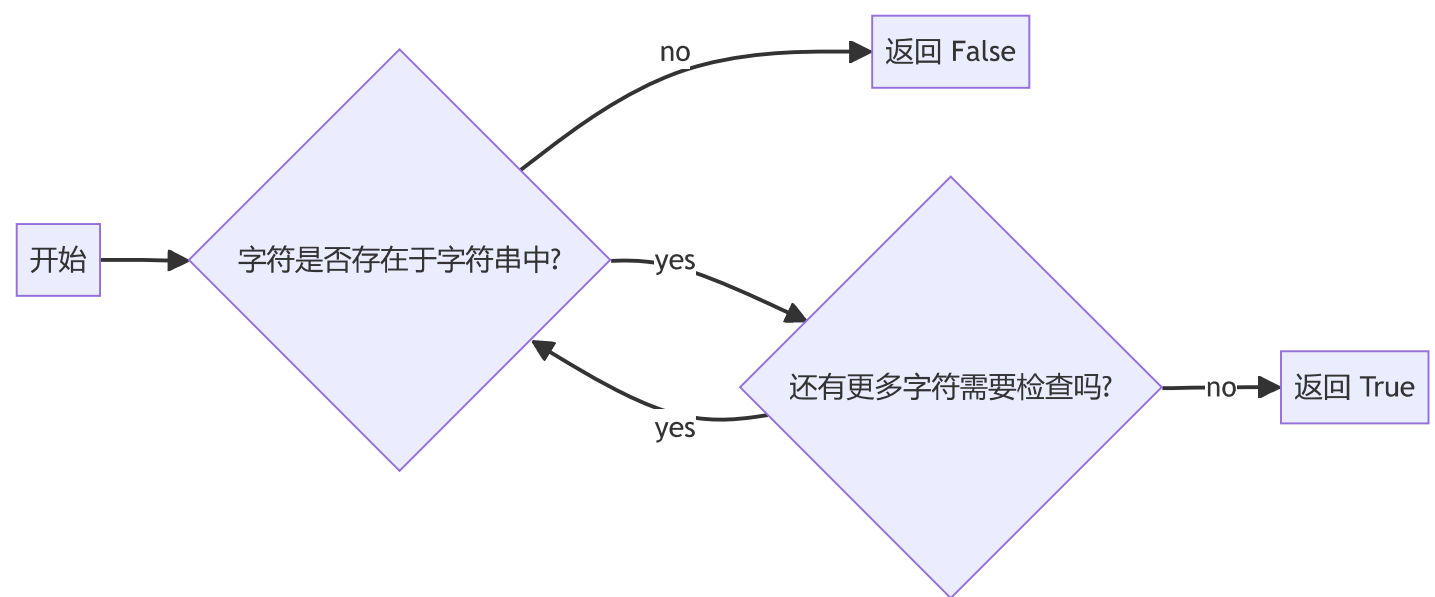 开始
字符是否存在于字符串中?
no
返回 False
yes
还有更多字符需要检查吗?
yes
no
返回 True